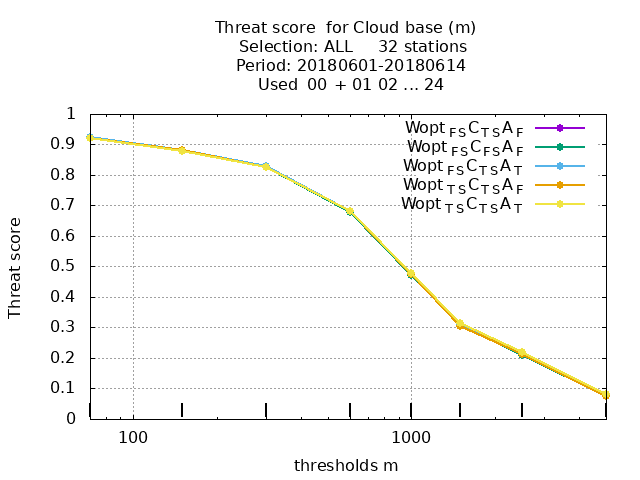 Threat score  for Cloud base (m)
Selection: ALL     32 stations
Period: 20180601-20180614
Used  00 + 01 02 ... 24
Wopt FS C TS A F
Wopt FS C FS A F
Wopt FS C TS A T
Wopt TS C TS A F
Wopt TS C TS A T
Threat score
1
0.9
0.8
0.7
0.6
0.5
0.4
0.3
0.2
0.1
0
100
1000
thresholds m